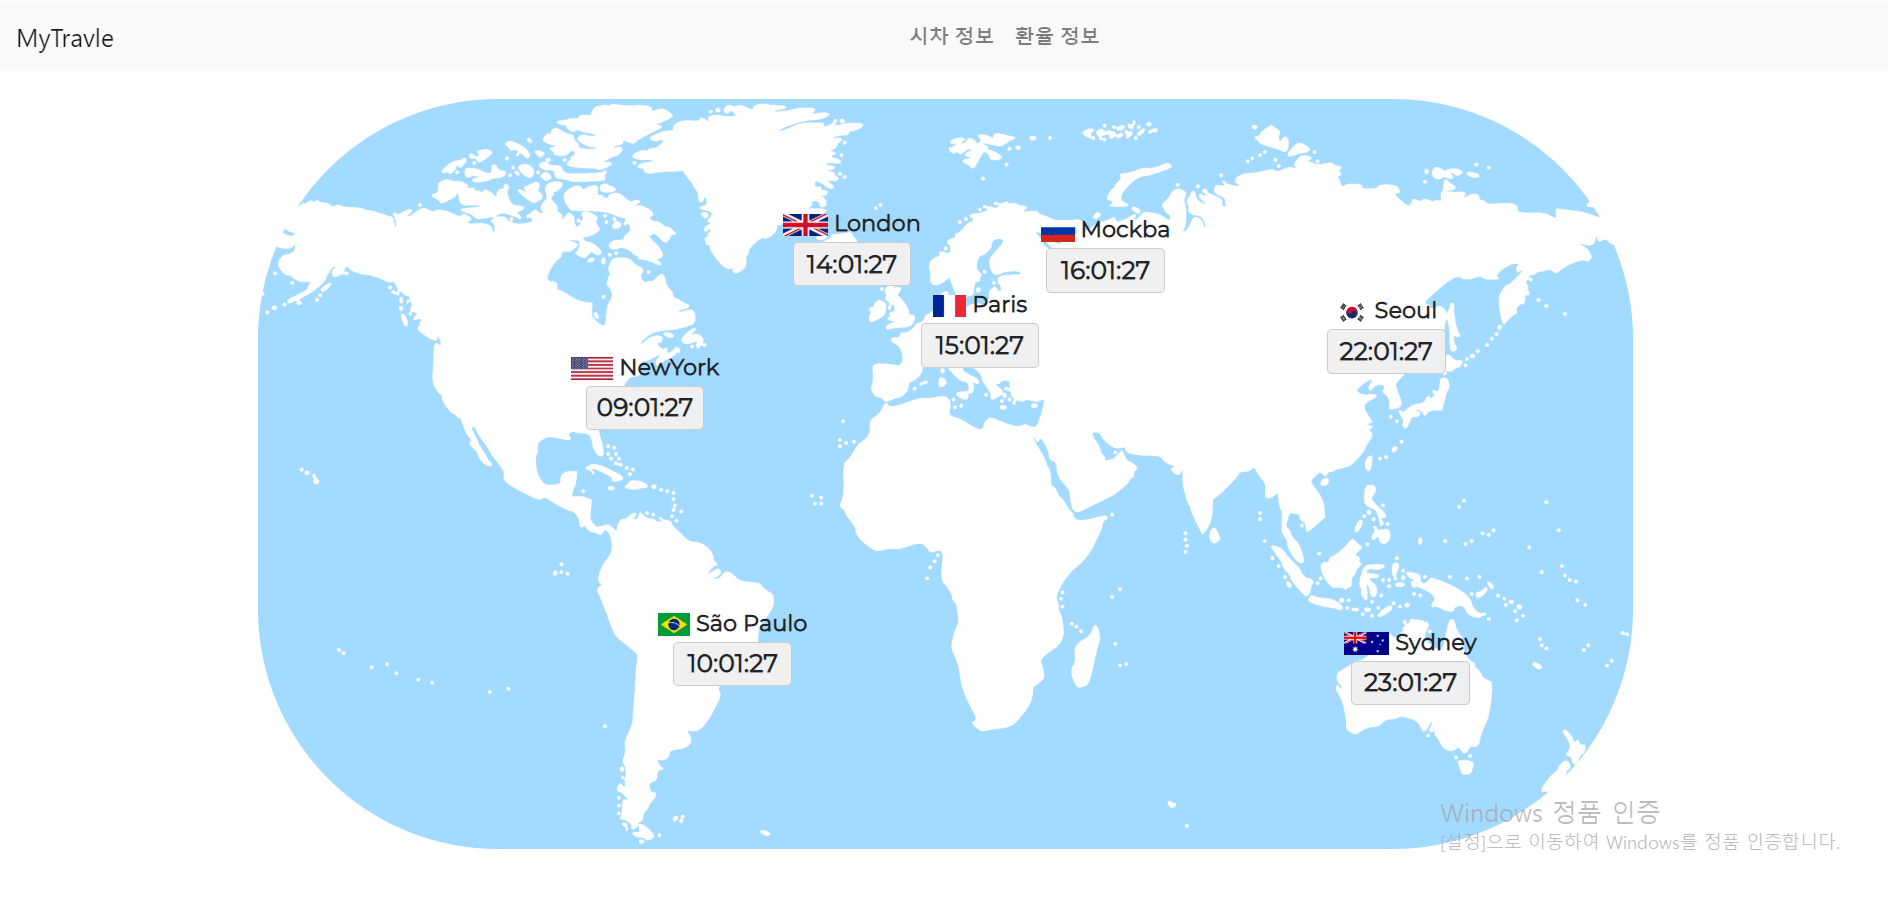 MyTravle
시차 정보 환율 정보
London
14:01:27
Mockba
16:01:27
Paris
15:01:27
Seoul
22:01:27
NewYork
09:01:27
São Paulo
10:01:27
Sydney
23:01:27
Windows 정품 인증
[설정]으로 이동하여 Windows를 정품 인증합니다.